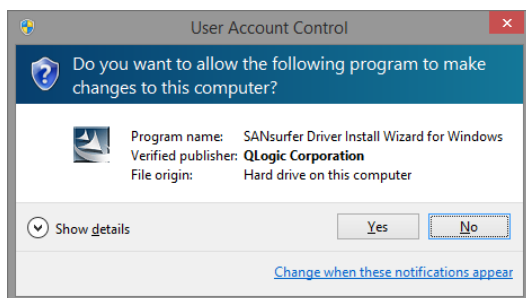 User Account Control
Do you want to allow the following program to make
changes to this computer?
Program name: SANsurfer Driver Install Wizard for Windows
Verified publisher: QLogic Corporation
File origin: Hard drive on this computer
Show details Yes No
Change when these notifications appear